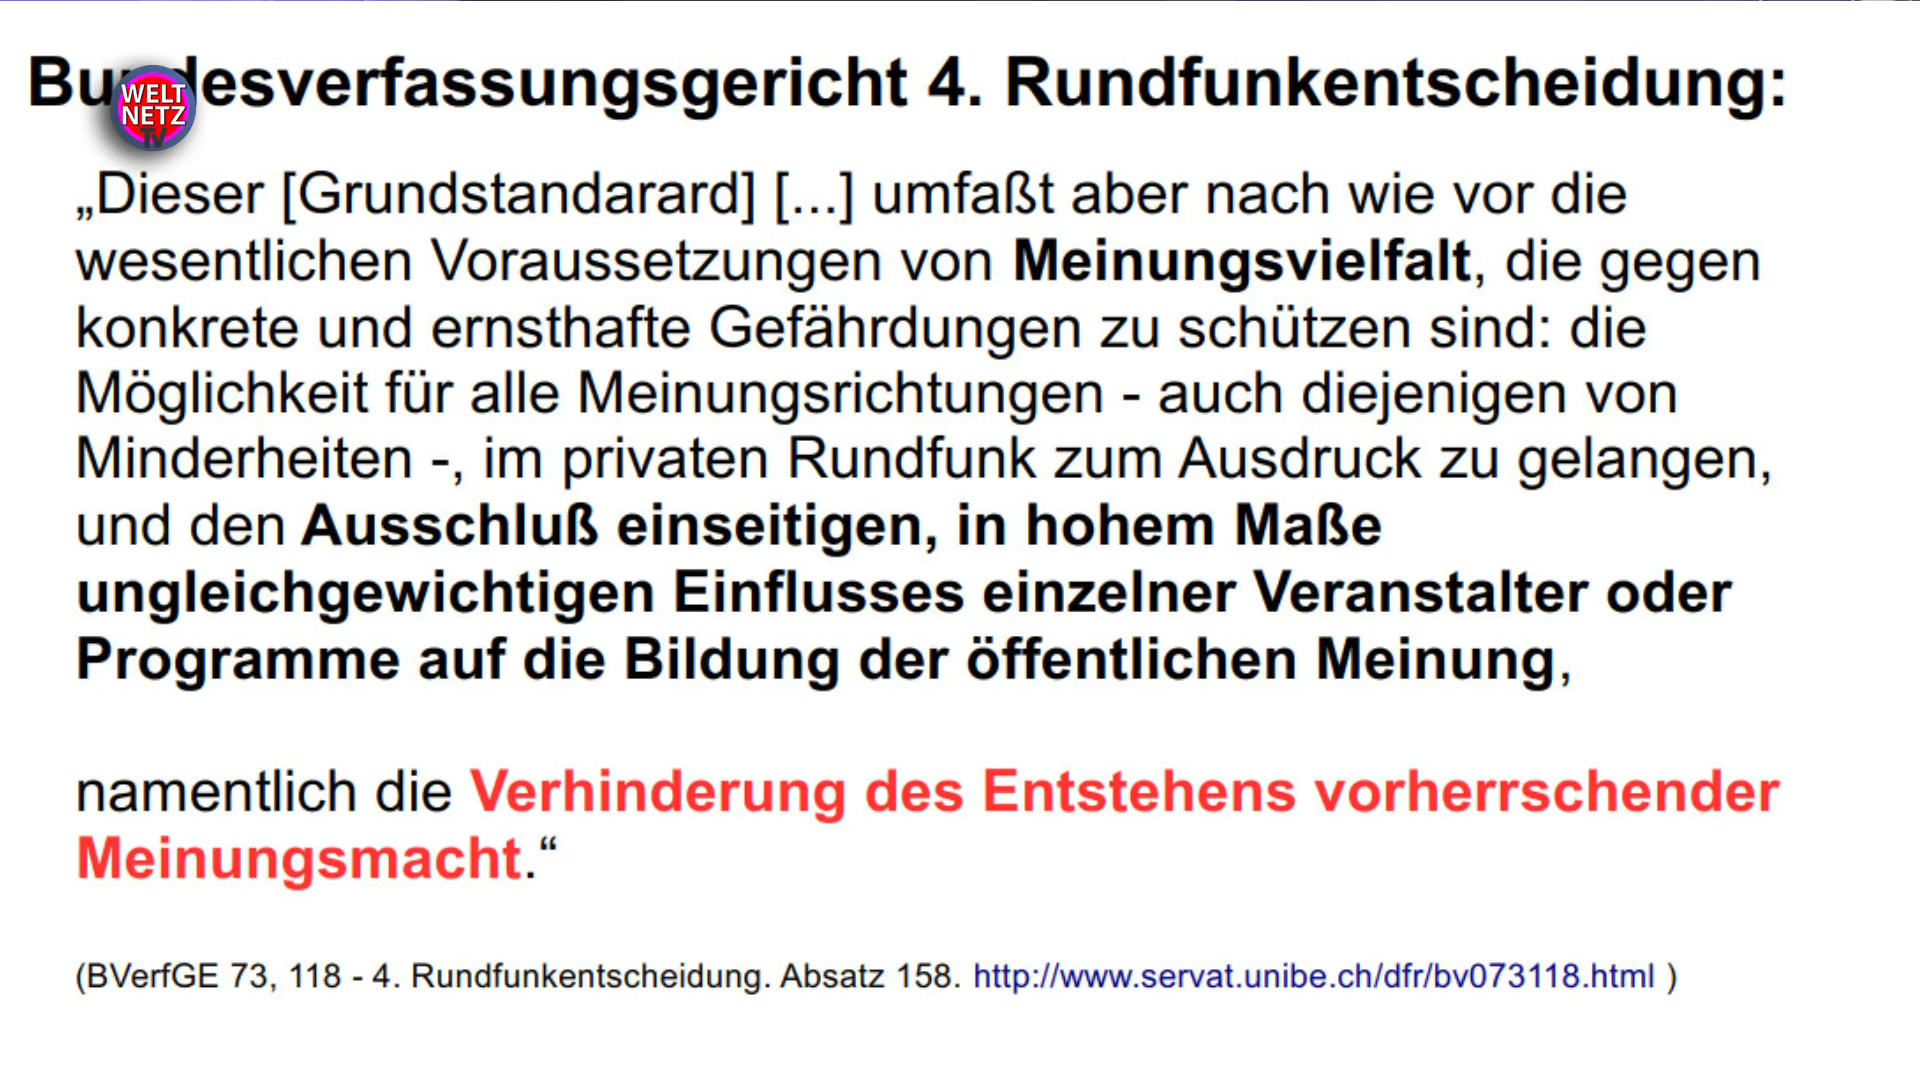 Bundesverfassungsgericht 4. Rundfunkentscheidung:
WELT
NETZ
TV
„Dieser [Grundstandarard] [...] umfaßt aber nach wie vor die
wesentlichen Voraussetzungen von Meinungsvielfalt, die gegen
konkrete und ernsthafte Gefährdungen zu schützen sind: die
Möglichkeit für alle Meinungsrichtungen - auch diejenigen von
Minderheiten -, im privaten Rundfunk zum Ausdruck zu gelangen,
und den Ausschluß einseitigen, in hohem Maße
ungleichgewichtigen Einflusses einzelner Veranstalter oder
Programme auf die Bildung der öffentlichen Meinung,
namentlich die Verhinderung des Entstehens vorherrschender
Meinungsmacht.“
(BVerfGE 73, 118 - 4. Rundfunkentscheidung. Absatz 158. http://www.servat.unibe.ch/dfr/bv073118.html )